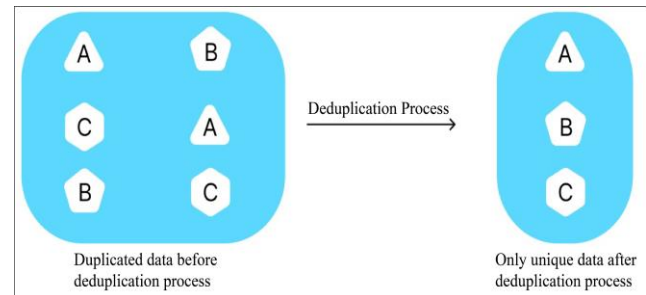 A
B
C
A
B
C
Deduplication Process
A
B
C
Duplicated data before
deduplication process
Only unique data after
deduplication process